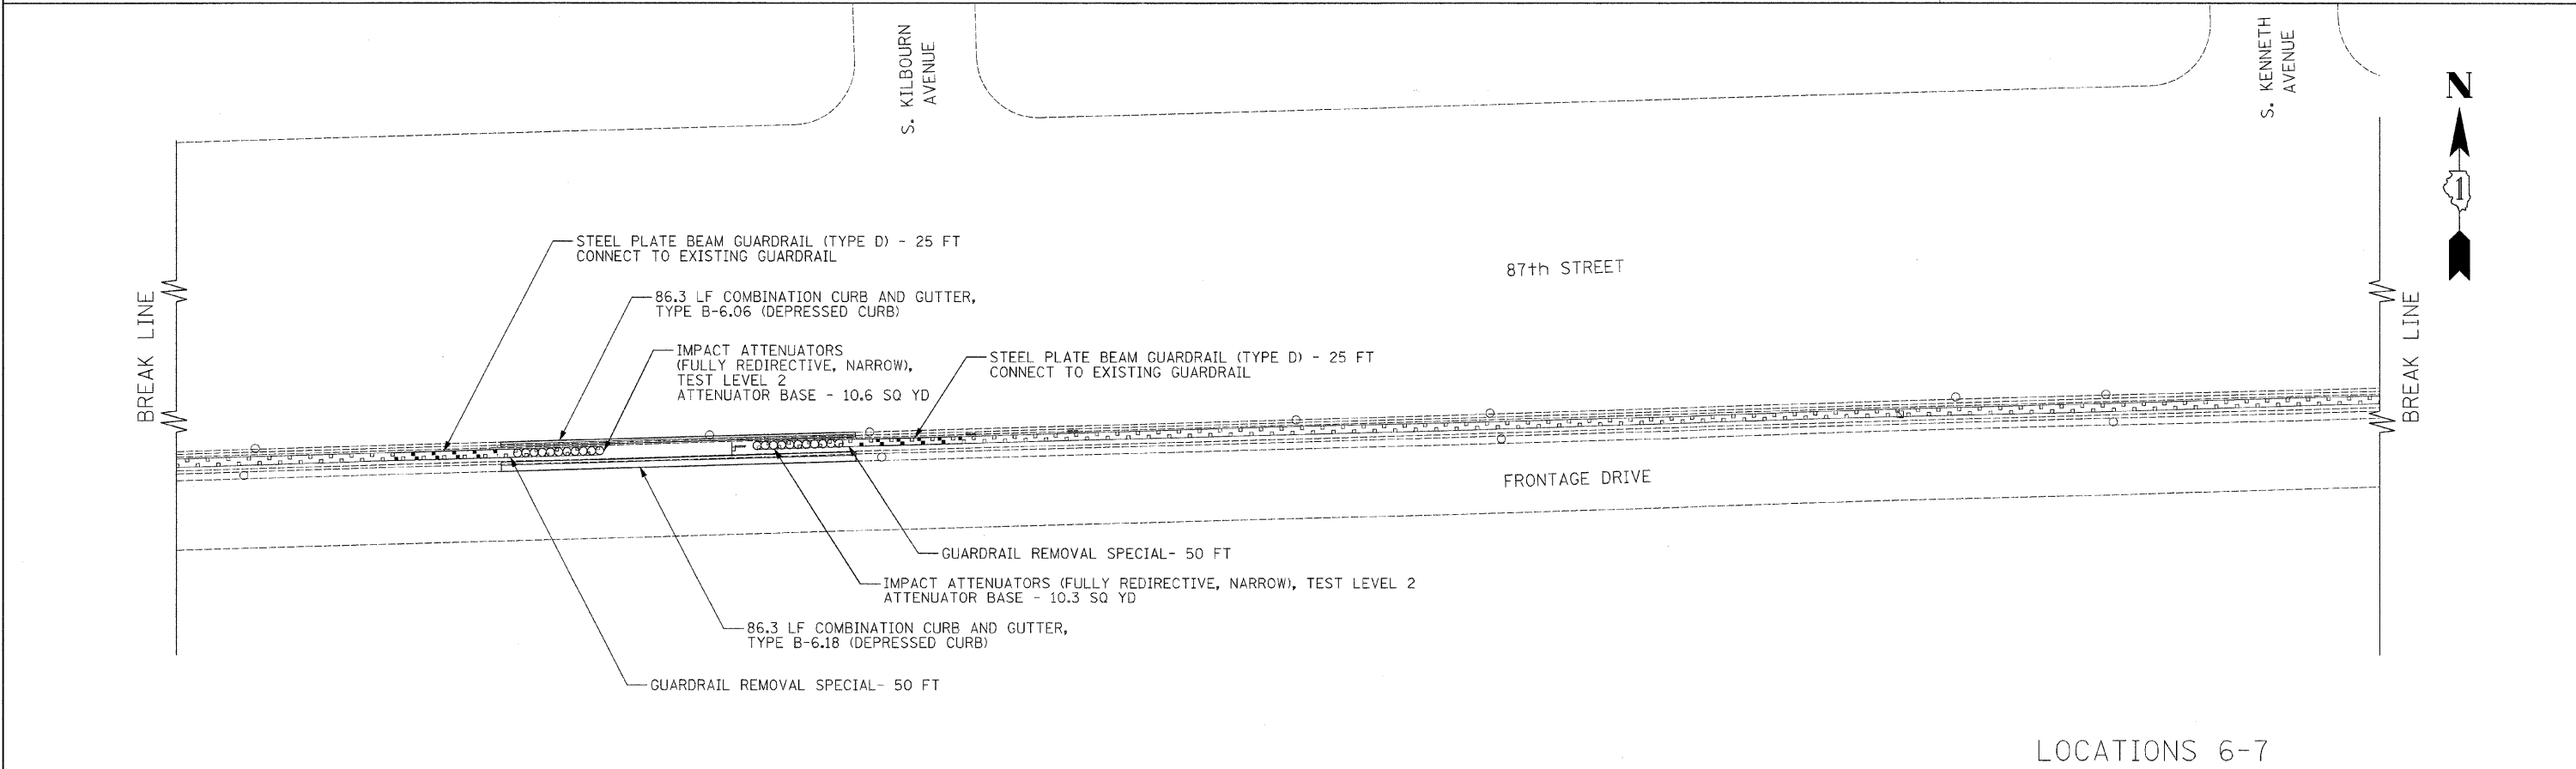 S. KILBOURN
AVENUE
S. KENNETH
AVENUE
N
1
STEEL PLATE BEAM GUARDRAIL (TYPE D) - 25 FT
CONNECT TO EXISTING GUARDRAIL
87th STREET
86.3 LF COMBINATION CURB AND GUTTER,
TYPE B-6.06 (DEPRESSED CURB)
BREAK LINE
BREAK LINE
IMPACT ATTENUATORS
(FULLY REDIRECTIVE, NARROW),
TEST LEVEL 2
ATTENUATOR BASE - 10.6 SQ YD
STEEL PLATE BEAM GUARDRAIL (TYPE D) - 25 FT
CONNECT TO EXISTING GUARDRAIL
FRONTAGE DRIVE
GUARDRAIL REMOVAL SPECIAL- 50 FT
IMPACT ATTENUATORS (FULLY REDIRECTIVE, NARROW), TEST LEVEL 2
ATTENUATOR BASE - 10.3 SQ YD
86.3 LF COMBINATION CURB AND GUTTER,
TYPE B-6.18 (DEPRESSED CURB)
GUARDRAIL REMOVAL SPECIAL- 50 FT
LOCATIONS 6-7